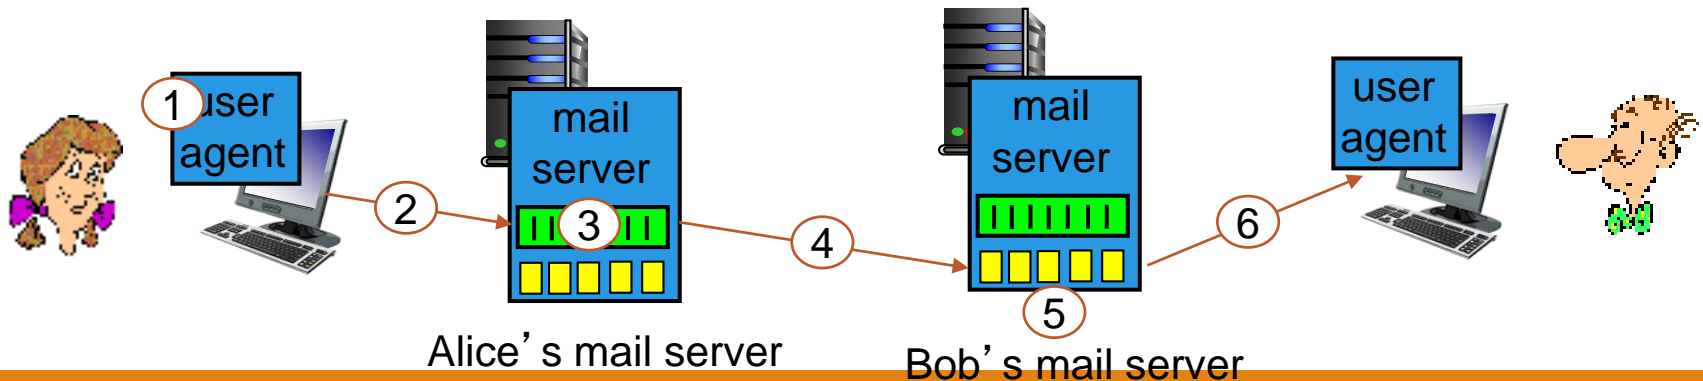 1
user
agent
2
mail
server
3
Alice's mail server
4
mail
server
5
Bob's mail server
6
user
agent